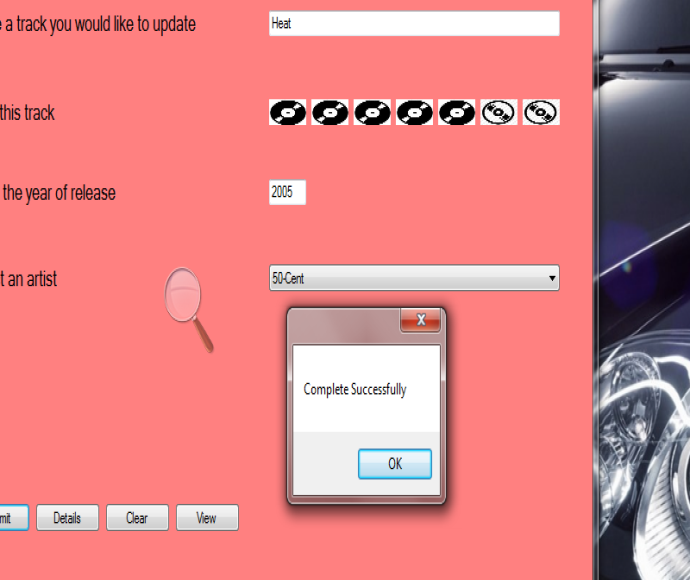 a track you would like to update
Heat
this track
the year of release
2005
an artist
50-Cent
X
Complete Successfully
OK
Details
Clear
View